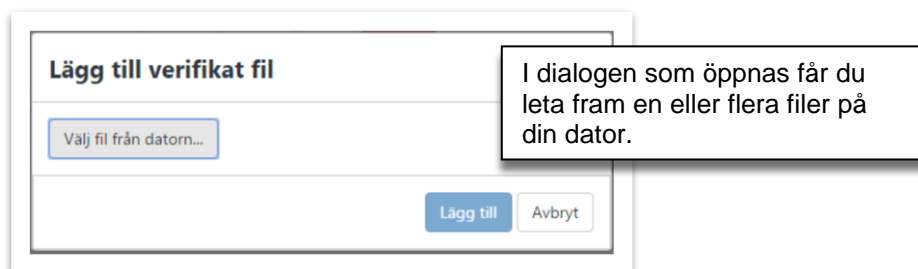 Lägg till verifikat fil
I dialogen som öppnas får du
leta fram en eller flera filer på
din dator.
Välj fil från datorn...
Lägg till
Avbryt